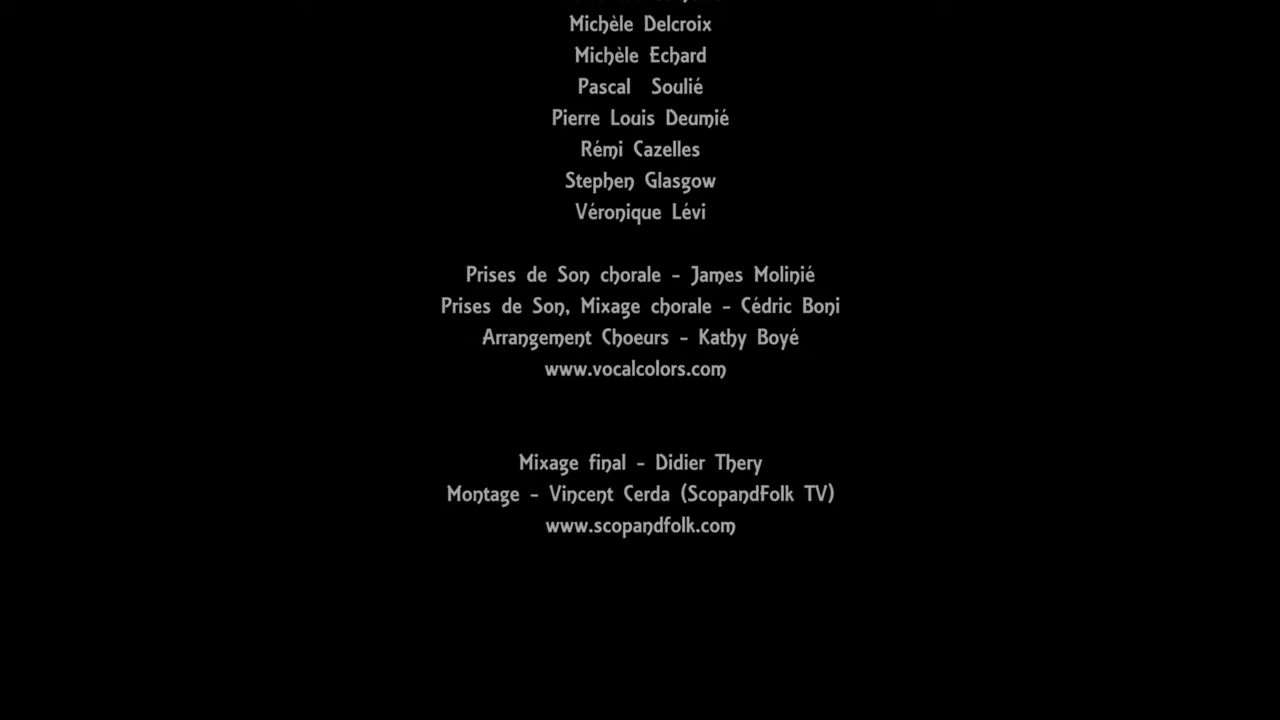 Michèle Delcroix
Michèle Echard
Pascal Soulié
Pierre Louis Deumié
Rémi Cazelles
Stephen Glasgow
Véronique Lévi
Prises de Son chorale - James Molinié
Prises de Son, Mixage chorale - Cédric Boni
Arrangement Choeurs - Kathy Boyé
www.vocalcolors.com
Mixage final - Didier Thery
Montage - Vincent Cerda (ScopandFolk TV)
www.scopandfolk.com